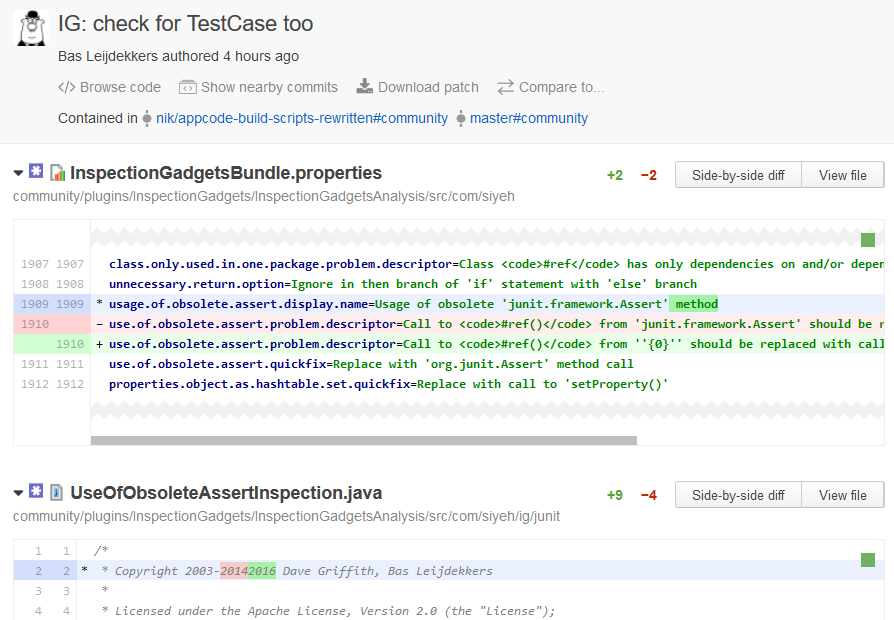 IG: check for TestCase too
Bas Leijdekkers authored 4 hours ago
</> Browse code Show nearby commits Download patch Compare to...
Contained in nik/appcode-build-scripts-rewritten#community master#community
InspectionGadgetsBundle.properties +2 −2 Side-by-side diff View file
community/plugins/InspectionGadgets/InspectionGadgetsAnalysis/src/com/siyeh
1907 1907 class.only.used.in.one.package.problem.descriptor=Class <code>#ref</code> has only dependencies on and/or depen
1908 1908 unnecessary.return.option=Ignore in then branch of 'if' statement with 'else' branch
1909 1909 * usage.of.obsolete.assert.display.name=Usage of obsolete 'junit.framework.Assert' method
1910 - use.of.obsolete.assert.problem.descriptor=Call to <code>#ref()</code> from 'junit.framework.Assert' should be r
1910 + use.of.obsolete.assert.problem.descriptor=Call to <code>#ref()</code> from ''{0}'' should be replaced with call
1911 1911 use.of.obsolete.assert.quickfix=Replace with 'org.junit.Assert' method call
1912 1912 properties.object.as.hashtable.set.quickfix=Replace with call to 'setProperty()'
UseOfObsoleteAssertInspection.java +9 −4 Side-by-side diff View file
community/plugins/InspectionGadgets/InspectionGadgetsAnalysis/src/com/siyeh/ig/junit
1 1 /*
2 2 * * Copyright 2003-20142016 Dave Griffith, Bas Leijdekkers
3 3 *
4 4 * Licensed under the Apache License, Version 2.0 (the "License");